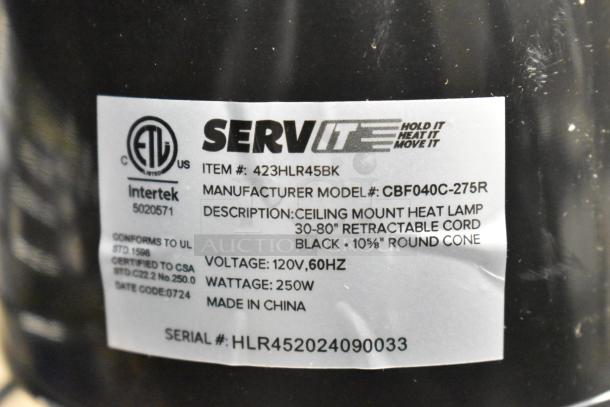 SERVIT HOLD IT
HEAT IT
MOVE IT
C ETL LISTED US
Intertek
5020571
ITEM #: 423HLR45BK
MANUFACTURER MODEL#: CBF040C-275R
DESCRIPTION: CEILING MOUNT HEAT LAMP
30-80" RETRACTABLE CORD
BLACK • 10⅝" ROUND CONE
CONFORMS TO UL
STD.1598
CERTIFIED TO CSA
STD.C22.2 No.250.0
DATE CODE:0724
VOLTAGE: 120V,60HZ
WATTAGE: 250W
MADE IN CHINA
SERIAL #: HLR452024090033